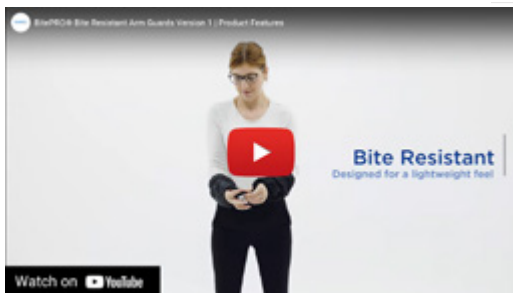 BitePRO® Bite Resistant Arm Guards Version 1 | Product Features
Bite Resistant
Designed for a lightweight feel
Watch on YouTube